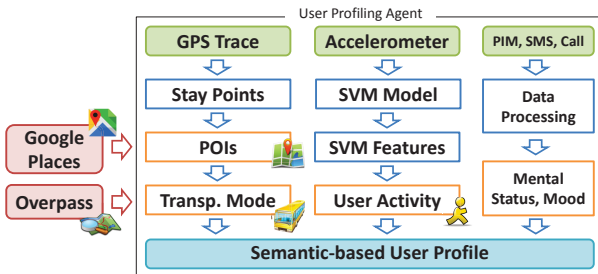 User Profiling Agent
GPS Trace
Accelerometer
PIM, SMS, Call
Stay Points
SVM Model
Data
Processing
Google
Places
POIs
SVM Features
Overpass
Transp. Mode
User Activity
Mental
Status, Mood
Semantic-based User Profile